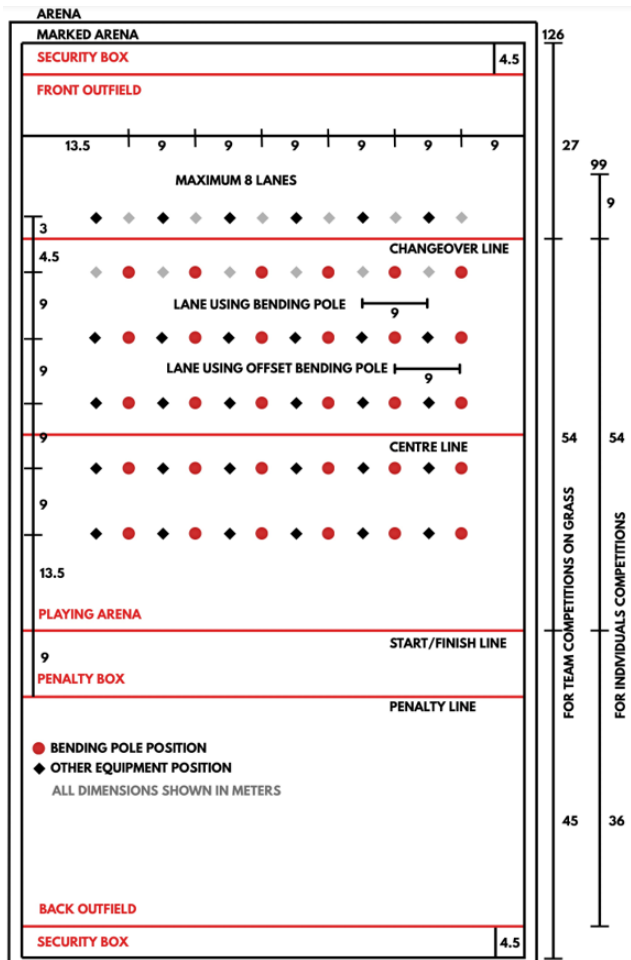 ARENA
MARKED ARENA
126
SECURITY BOX
4.5
FRONT OUTFIELD
13.5 9 9 9 9 9 9
27
99
MAXIMUM 8 LANES
9
3
CHANGEOVER LINE
4.5
9
LANE USING BENDING POLE
9
LANE USING OFFSET BENDING POLE
9
9
9
CENTRE LINE
54
54
9
13.5
PLAYING ARENA
START/FINISH LINE
9
PENALTY BOX
PENALTY LINE
FOR TEAM COMPETITIONS ON GRASS
FOR INDIVIDUALS COMPETITIONS
BENDING POLE POSITION
OTHER EQUIPMENT POSITION
ALL DIMENSIONS SHOWN IN METERS
45
36
BACK OUTFIELD
SECURITY BOX
4.5